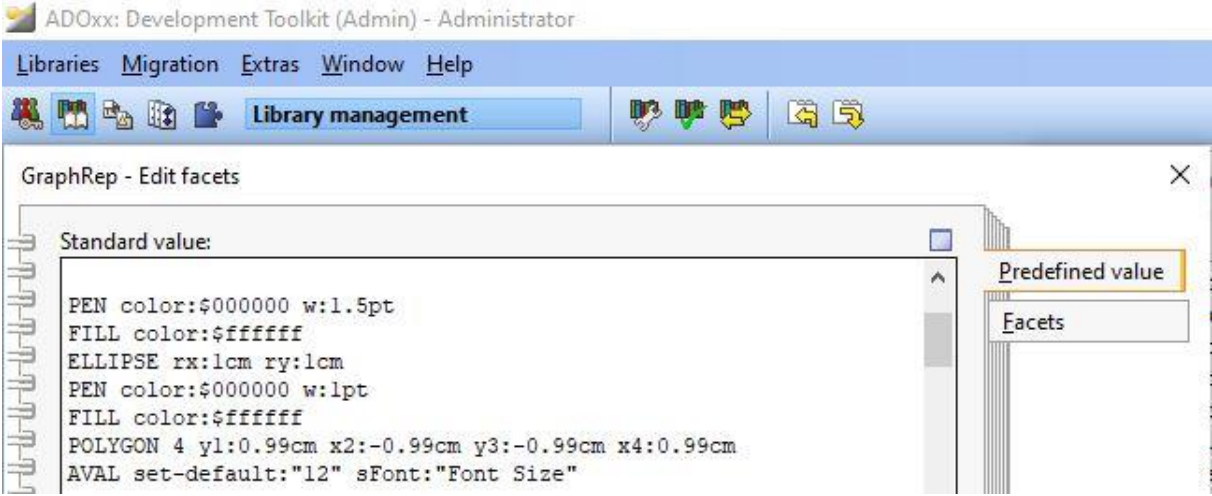 ADOxx: Development Toolkit (Admin) - Administrator
Libraries Migration Extras Window Help
Library management
GraphRep - Edit facets
Standard value:
Predefined value
Facets
PEN color:$000000 w:1.5pt
FILL color:$ffffff
ELLIPSE rx:1cm ry:1cm
PEN color:$000000 w:1pt
FILL color:$ffffff
POLYGON 4 y1:0.99cm x2:-0.99cm y3:-0.99cm x4:0.99cm
AVAL set-default:"12" sFont:"Font Size"